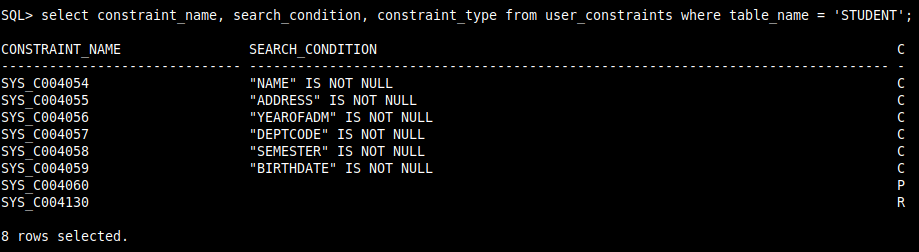 SQL> select constraint_name, search_condition, constraint_type from user_constraints where table_name = 'STUDENT';
CONSTRAINT_NAME                SEARCH_CONDITION                                                                 C
------------------------------ -------------------------------------------------------------------------------- -
SYS_C004054                    "NAME" IS NOT NULL                                                               C
SYS_C004055                    "ADDRESS" IS NOT NULL                                                            C
SYS_C004056                    "YEAROFADM" IS NOT NULL                                                          C
SYS_C004057                    "DEPTCODE" IS NOT NULL                                                           C
SYS_C004058                    "SEMESTER" IS NOT NULL                                                           C
SYS_C004059                    "BIRTHDATE" IS NOT NULL                                                          C
SYS_C004060                                                                                                     P
SYS_C004130                                                                                                     R
8 rows selected.